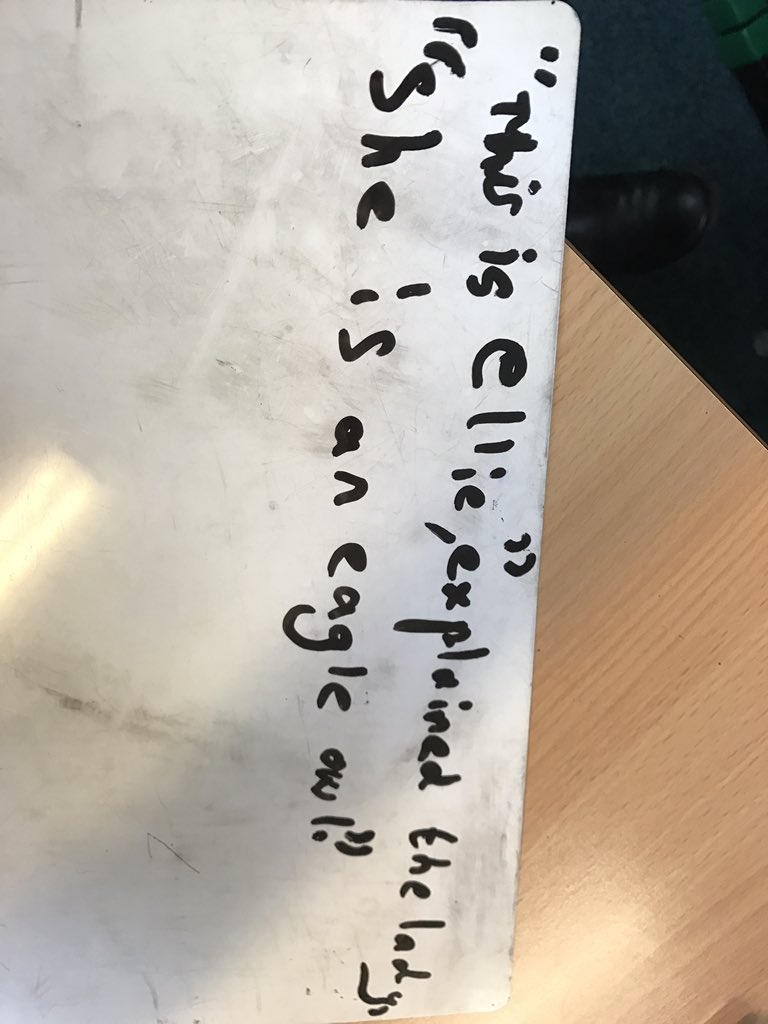 "This is ellie," explained the lady,
"She is an eagle owl."